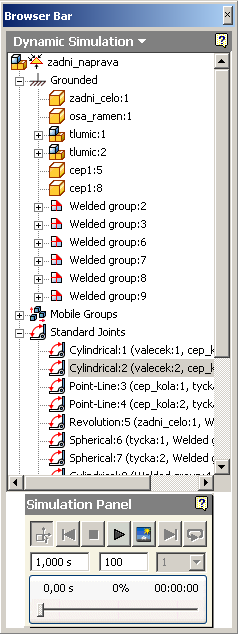 Browser Bar
Dynamic Simulation
zadni_naprava
Grounded
zadni_celo:1
osa_ramen:1
tlumic:1
tlumic:2
cep1:5
cep1:8
Welded group:2
Welded group:3
Welded group:6
Welded group:7
Welded group:8
Welded group:9
Mobile Groups
Standard Joints
Cylindrical:1 (valecek:1, cep_k
Cylindrical:2 (valecek:2, cep_k
Point-Line:3 (cep_kola:1, tycka
Point-Line:4 (cep_kola:2, tycka
Revolution:5 (zadni_celo:1, W
Spherical:6 (tycka:1, Welded g
Spherical:7 (tycka:2, Welded g
Simulation Panel
1,000 s 100 1
0,00 s 0% 00:00:00